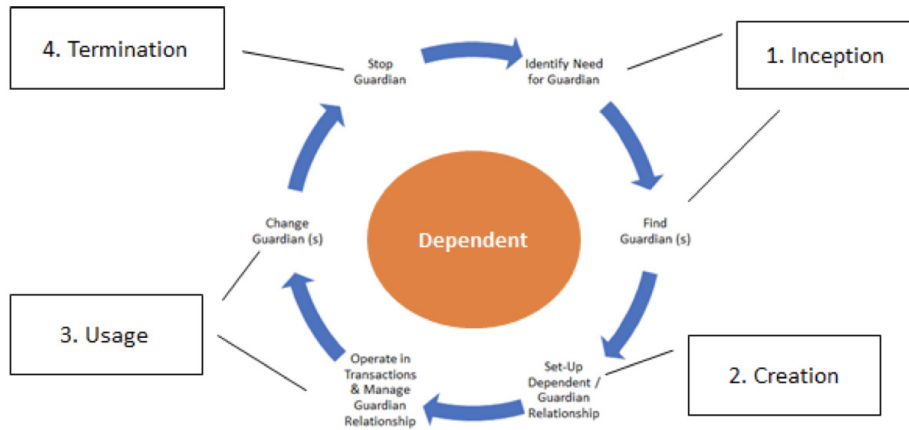 4. Termination
1. Inception
Stop
Guardian
Identify Need
for Guardian
Change
Guardian (s)
Dependent
Find
Guardian (s)
3. Usage
Operate in
Transactions
& Manage
Guardian
Relationship
Set-Up
Dependent /
Guardian
Relationship
2. Creation